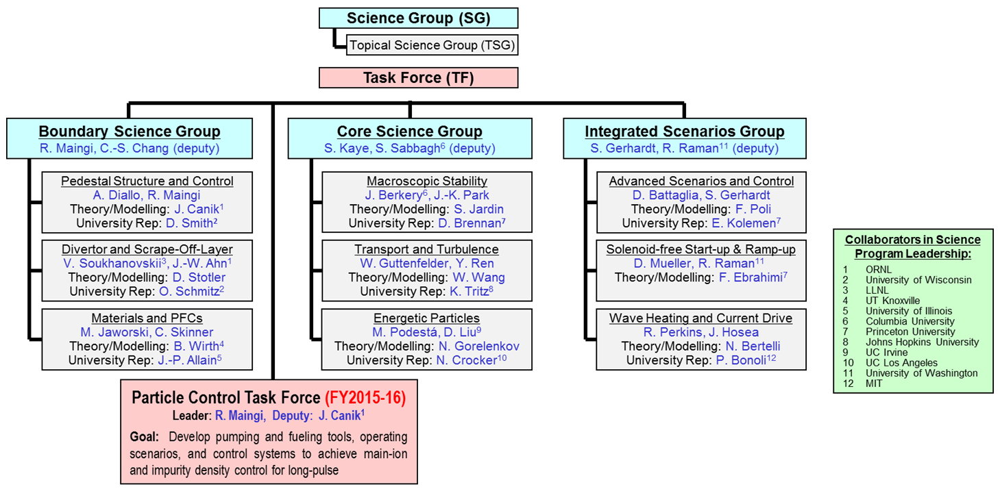 Science Group (SG)
Topical Science Group (TSG)
Task Force (TF)
Boundary Science Group
R. Maingi, C.-S. Chang (deputy)
Pedestal Structure and Control
A. Diallo, R. Maingi
Theory/Modelling: J. Canik¹
University Rep: D. Smith²
Divertor and Scrape-Off-Layer
V. Soukhanovskii³, J.-W. Ahn¹
Theory/Modelling: D. Stotler
University Rep: O. Schmitz²
Materials and PFCs
M. Jaworski, C. Skinner
Theory/Modelling: B. Wirth⁴
University Rep: J.-P. Allain⁵
Core Science Group
S. Kaye, S. Sabbagh⁶ (deputy)
Macroscopic Stability
J. Berkery⁶, J.-K. Park
Theory/Modelling: S. Jardin
University Rep: D. Brennan⁷
Transport and Turbulence
W. Guttenfelder, Y. Ren
Theory/Modelling: W. Wang
University Rep: K. Tritz⁸
Energetic Particles
M. Podestá, D. Liu⁹
Theory/Modelling: N. Gorelenkov
University Rep: N. Crocker¹⁰
Integrated Scenarios Group
S. Gerhardt, R. Raman¹¹ (deputy)
Advanced Scenarios and Control
D. Battaglia, S. Gerhardt
Theory/Modelling: F. Poli
University Rep: E. Kolemen⁷
Solenoid-free Start-up & Ramp-up
D. Mueller, R. Raman¹¹
Theory/Modelling: F. Ebrahimi⁷
Wave Heating and Current Drive
R. Perkins, J. Hosea
Theory/Modelling: N. Bertelli
University Rep: P. Bonoli¹²
Particle Control Task Force (FY2015-16)
Leader: R. Maingi, Deputy: J. Canik¹
Goal: Develop pumping and fueling tools, operating
scenarios, and control systems to achieve main-ion
and impurity density control for long-pulse
Collaborators in Science
Program Leadership:
1 ORNL
2 University of Wisconsin
3 LLNL
4 UT Knoxville
5 University of Illinois
6 Columbia University
7 Princeton University
8 Johns Hopkins University
9 UC Irvine
10 UC Los Angeles
11 University of Washington
12 MIT